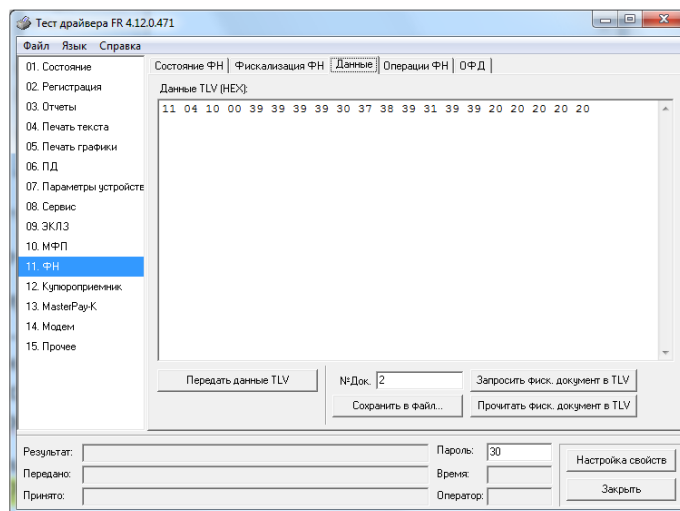 Тест драйвера FR 4.12.0.471
Файл Язык Справка
01. Состояние
02. Регистрация
03. Отчеты
04. Печать текста
05. Печать графики
06. ПД
07. Параметры устройств
08. Сервис
09. ЭКЛЗ
10. МФП
11. ФН
12. Купюроприемник
13. MasterPay-K
14. Модем
15. Прочее
Состояние ФН Фискализация ФН Данные Операции ФН ОФД
Данные TLV (HEX):
11 04 10 00 39 39 39 39 30 37 38 39 31 39 39 20 20 20 20 20
Передать данные TLV
№Док. 2
Запросить фиск. документ в TLV
Сохранить в файл...
Прочитать фиск. документ в TLV
Результат:
Пароль: 30
Настройка свойств
Передано:
Время:
Принято:
Оператор:
Закрыть